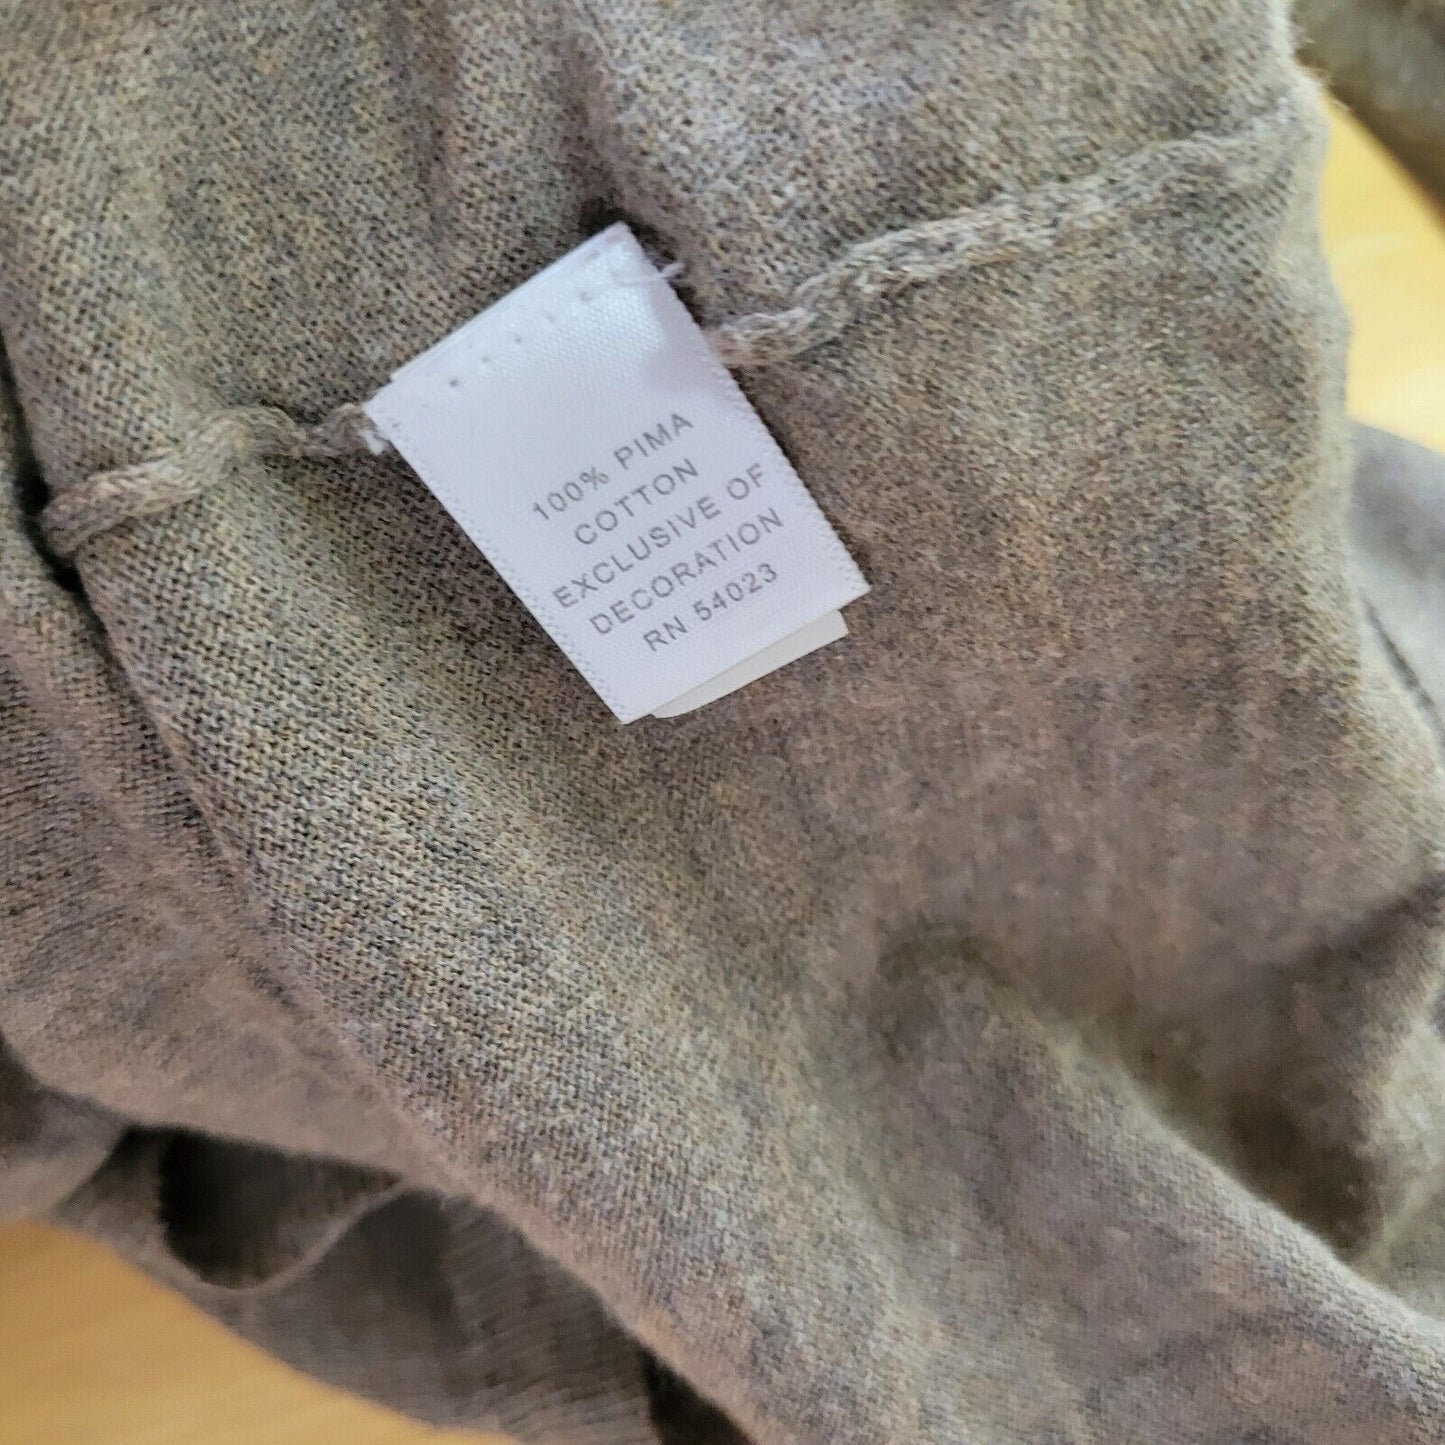 100% PIMA
COTTON
EXCLUSIVE OF
DECORATION
RN 54023